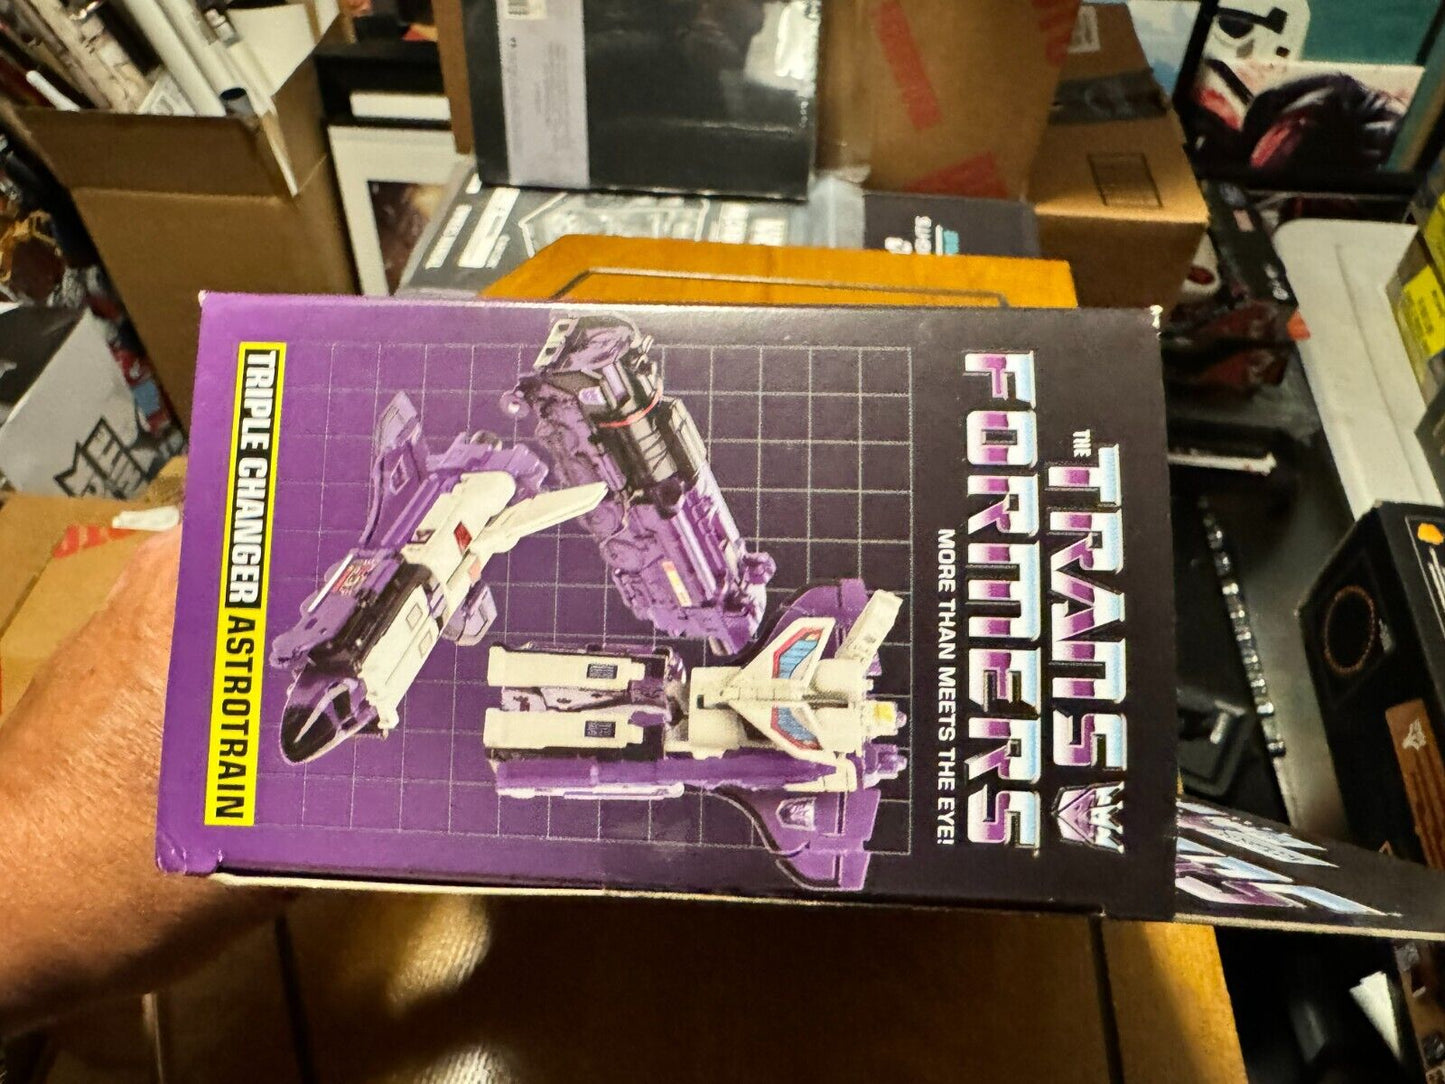 THE
TRANS
FORMERS
MORE THAN MEETS THE EYE!
TRIPLE CHANGER ASTROTRAIN